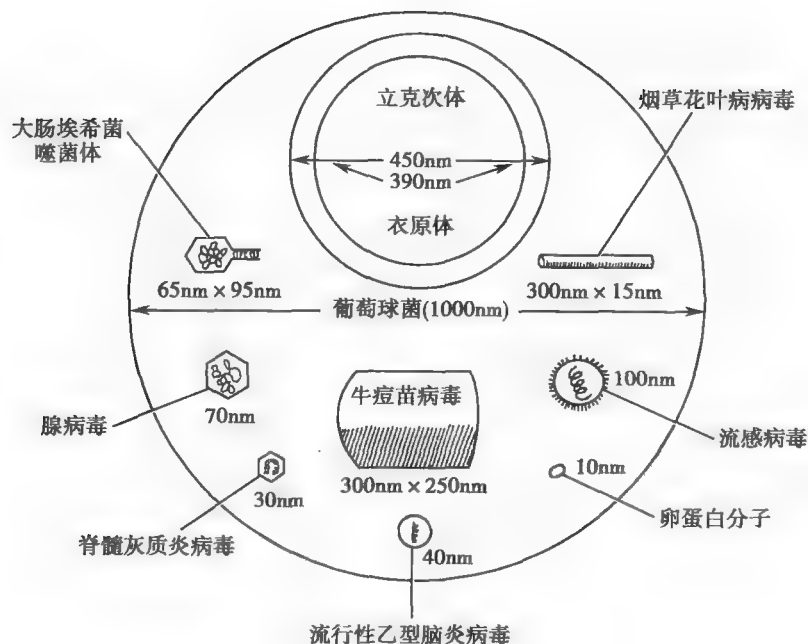 立克次体
烟草花叶病病毒
大肠埃希菌
噬菌体
450nm
390nm
衣原体
65nm×95nm
300nm×15nm
葡萄球菌(1000nm)
牛痘苗病毒
100nm
腺病毒
70nm
流感病毒
10nm
300nm×250nm
30nm
卵蛋白分子
脊髓灰质炎病毒
40nm
流行性乙型脑炎病毒